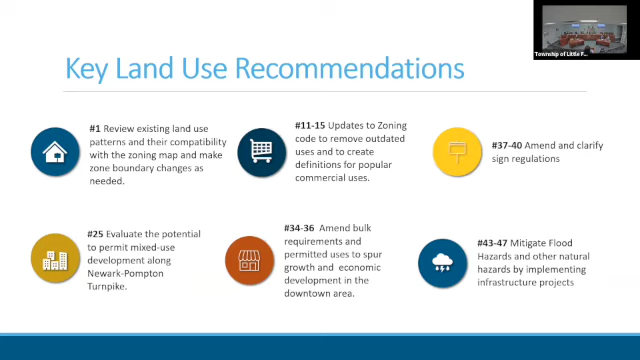 Township of Little F...
Key Land Use Recommendations
#1 Review existing land use
patterns and their compatibility
with the zoning map and make
zone boundary changes as
needed.
#11-15 Updates to Zoning
code to remove outdated
uses and to create
definitions for popular
commercial uses.
#37-40 Amend and clarify
sign regulations
#25 Evaluate the potential
to permit mixed-use
development along
Newark-Pompton
Turnpike.
#34-36 Amend bulk
requirements and
permitted uses to spur
growth and economic
development in the
downtown area.
#43-47 Mitigate Flood
Hazards and other natural
hazards by implementing
infrastructure projects